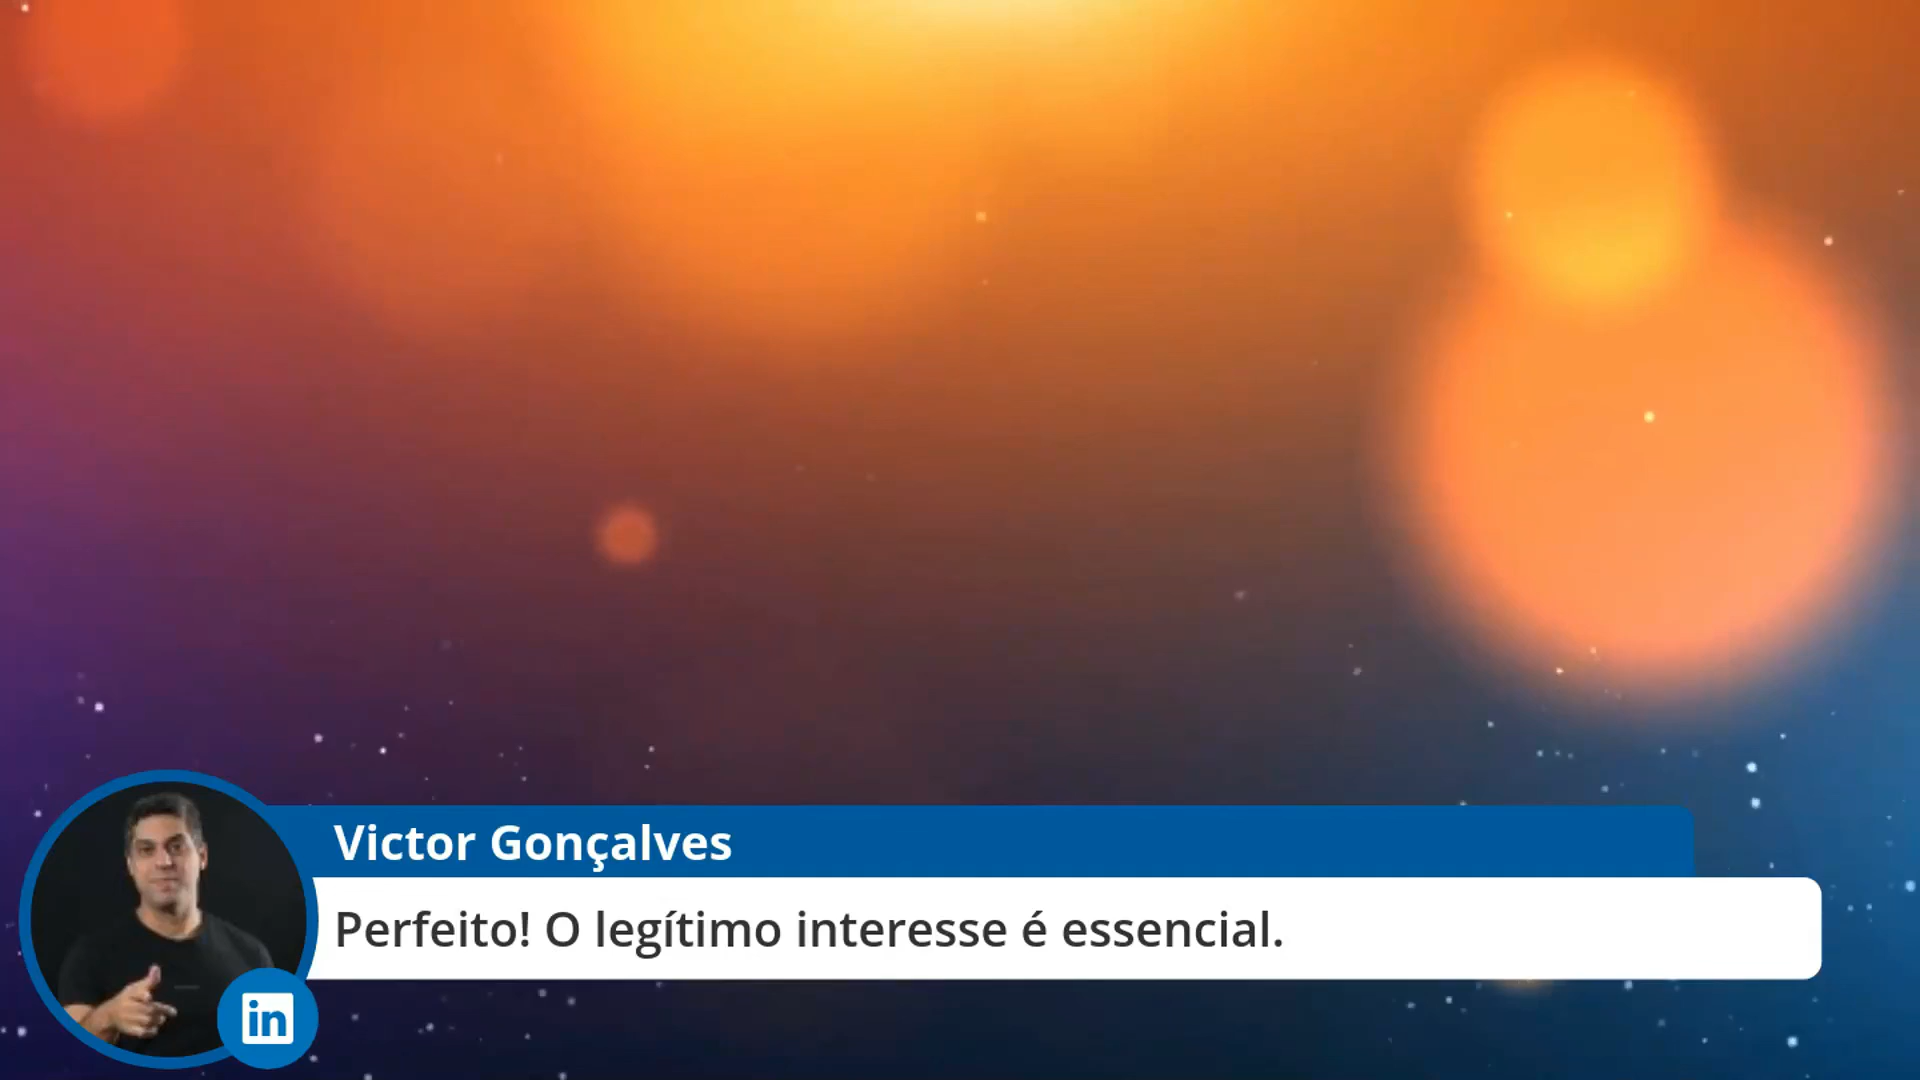 Victor Gonçalves
Perfeito! O legítimo interesse é essencial.
in